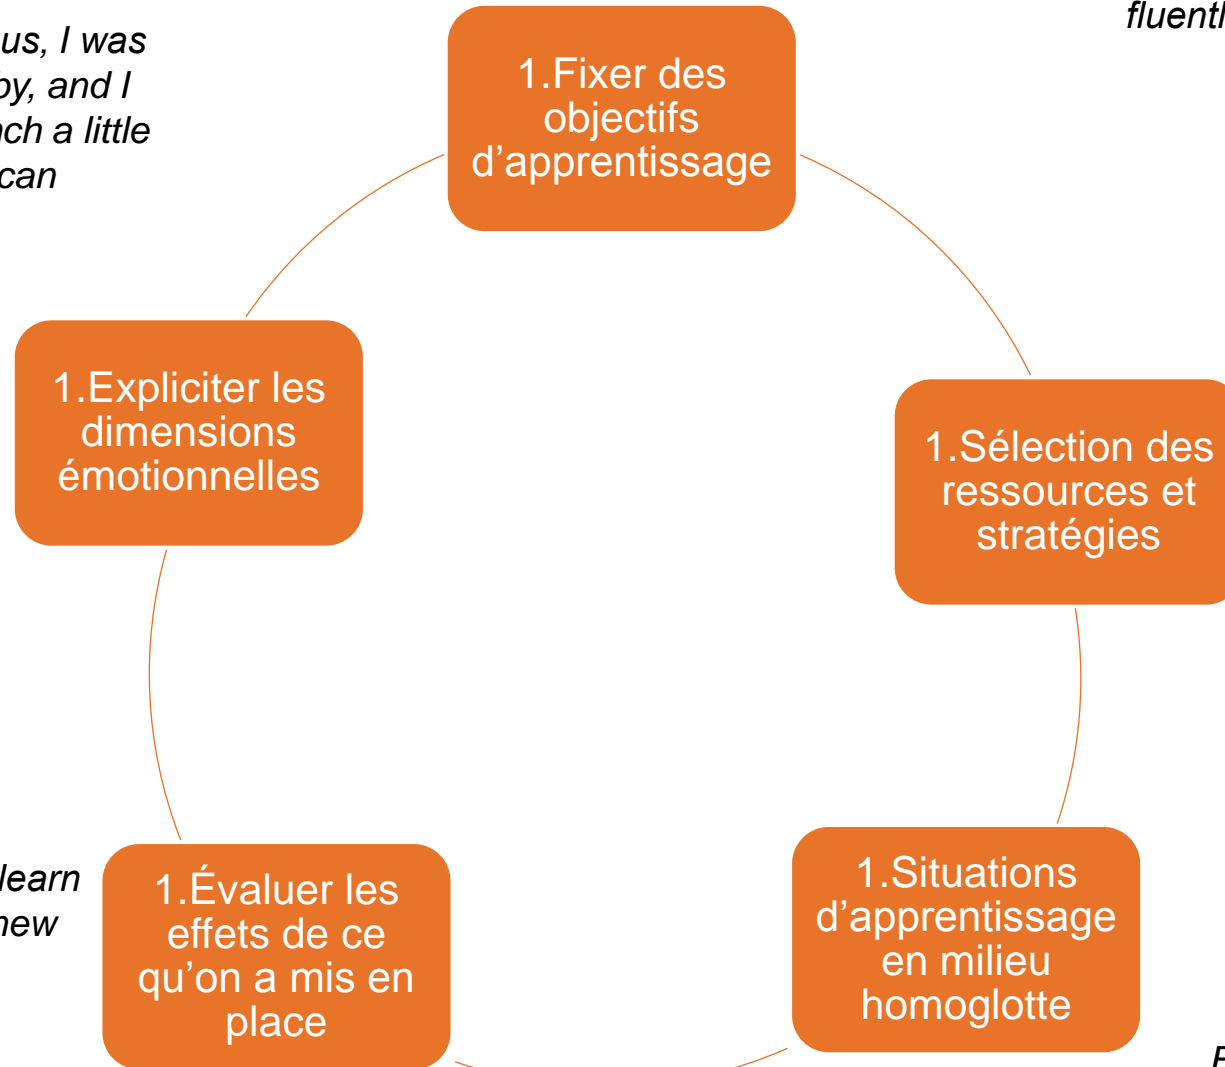 us, I was
by, and I
a little
can
fluently
1.Fixer des
objectifs
d'apprentissage
1.Expliciter les
dimensions
émotionnelles
1.Sélection des
ressources et
stratégies
learn
new
1.Évaluer les
effets de ce
qu'on a mis en
place
1.Situations
d'apprentissage
en milieu
homoglotte